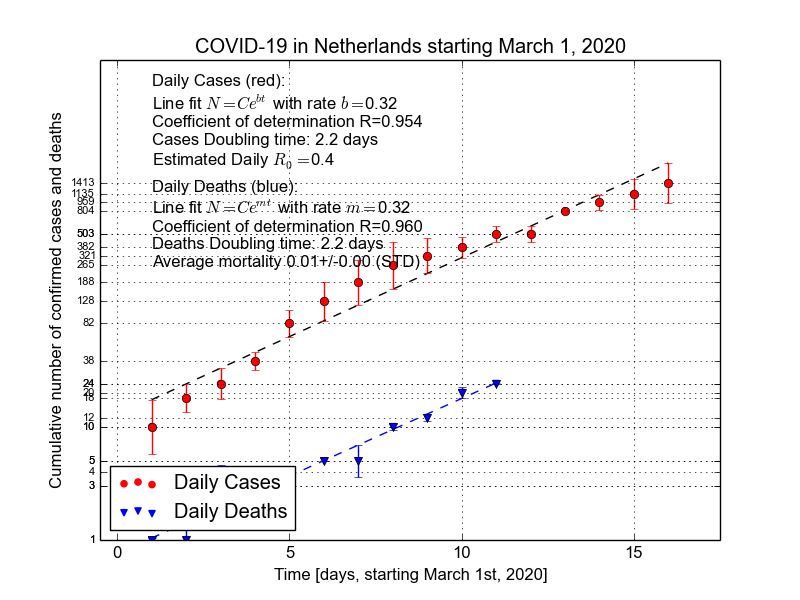 COVID-19 in Netherlands starting March 1, 2020
Daily Cases (red):
Line fit N=Ce^{bt} with rate b=0.32
Coefficient of determination R=0.954
Cases Doubling time: 2.2 days
Estimated Daily R_0=0.4
Daily Deaths (blue):
Line fit N=Ce^{mt} with rate m=0.32
Coefficient of determination R=0.960
Deaths Doubling time: 2.2 days
Average mortality 0.01+/-0.00 (STD)
Cumulative number of confirmed cases and deaths
1413
1135
959
804
503
382
321
265
188
128
82
38
24
20
18
12
10
5
4
3
1
Daily Cases
Daily Deaths
0 5 10 15
Time [days, starting March 1st, 2020]